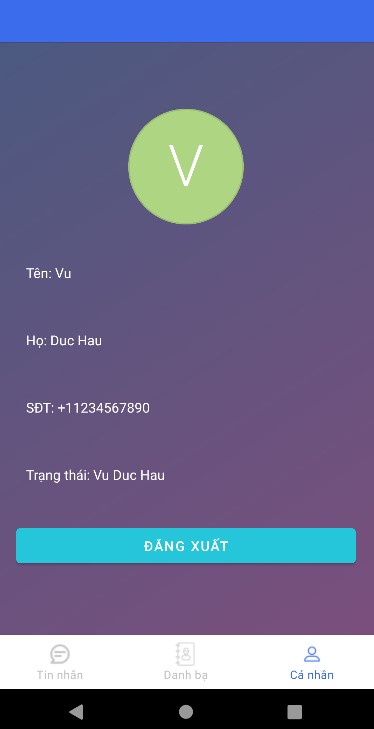 V
Tên: Vu
Họ: Duc Hau
SĐT: +11234567890
Trạng thái: Vu Duc Hau
ĐĂNG XUẤT
Tin nhắn
Danh bạ
Cá nhân